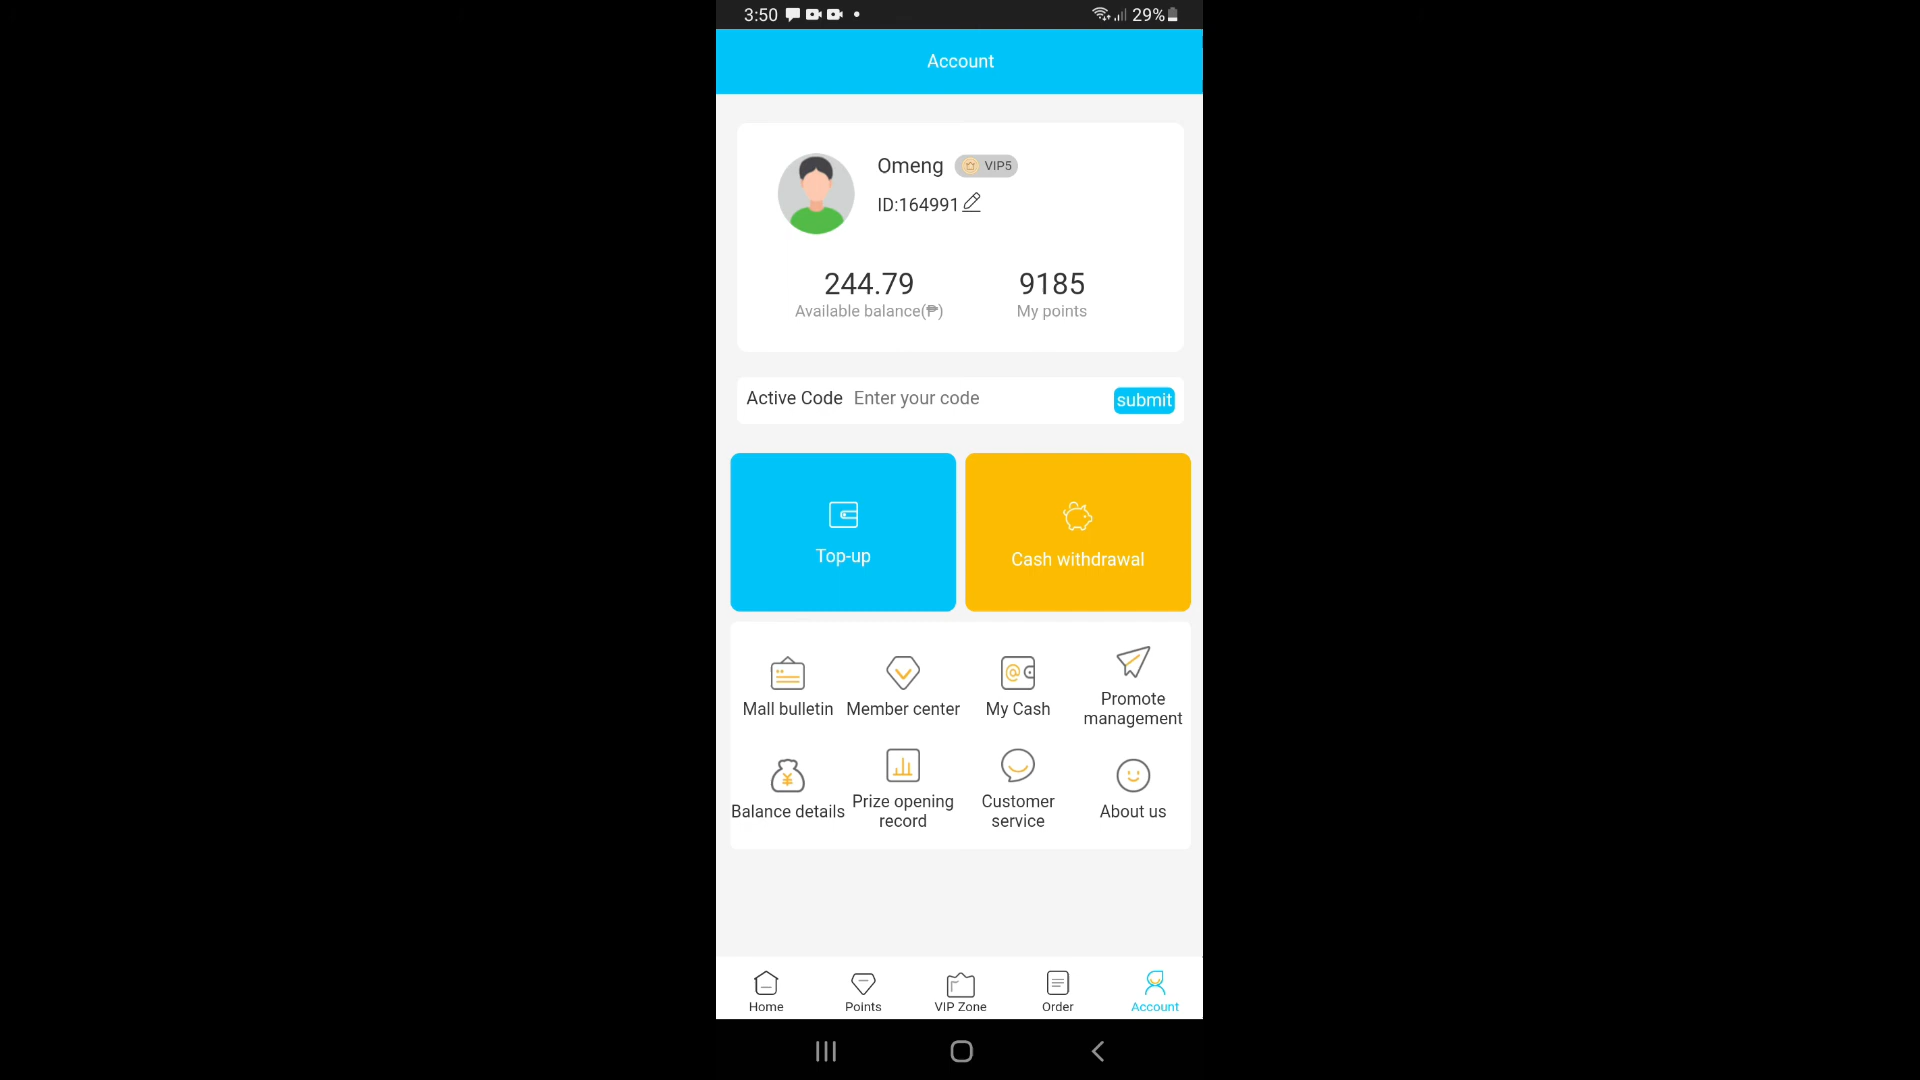 3:50 29%
Account
Omeng VIP5
ID:164991
244.79 9185
Available balance(₱) My points
Active Code Enter your code submit
Top-up Cash withdrawal
Mall bulletin Member center My Cash Promote
management
Balance details Prize opening Customer About us
record service
Home Points VIP Zone Order Account